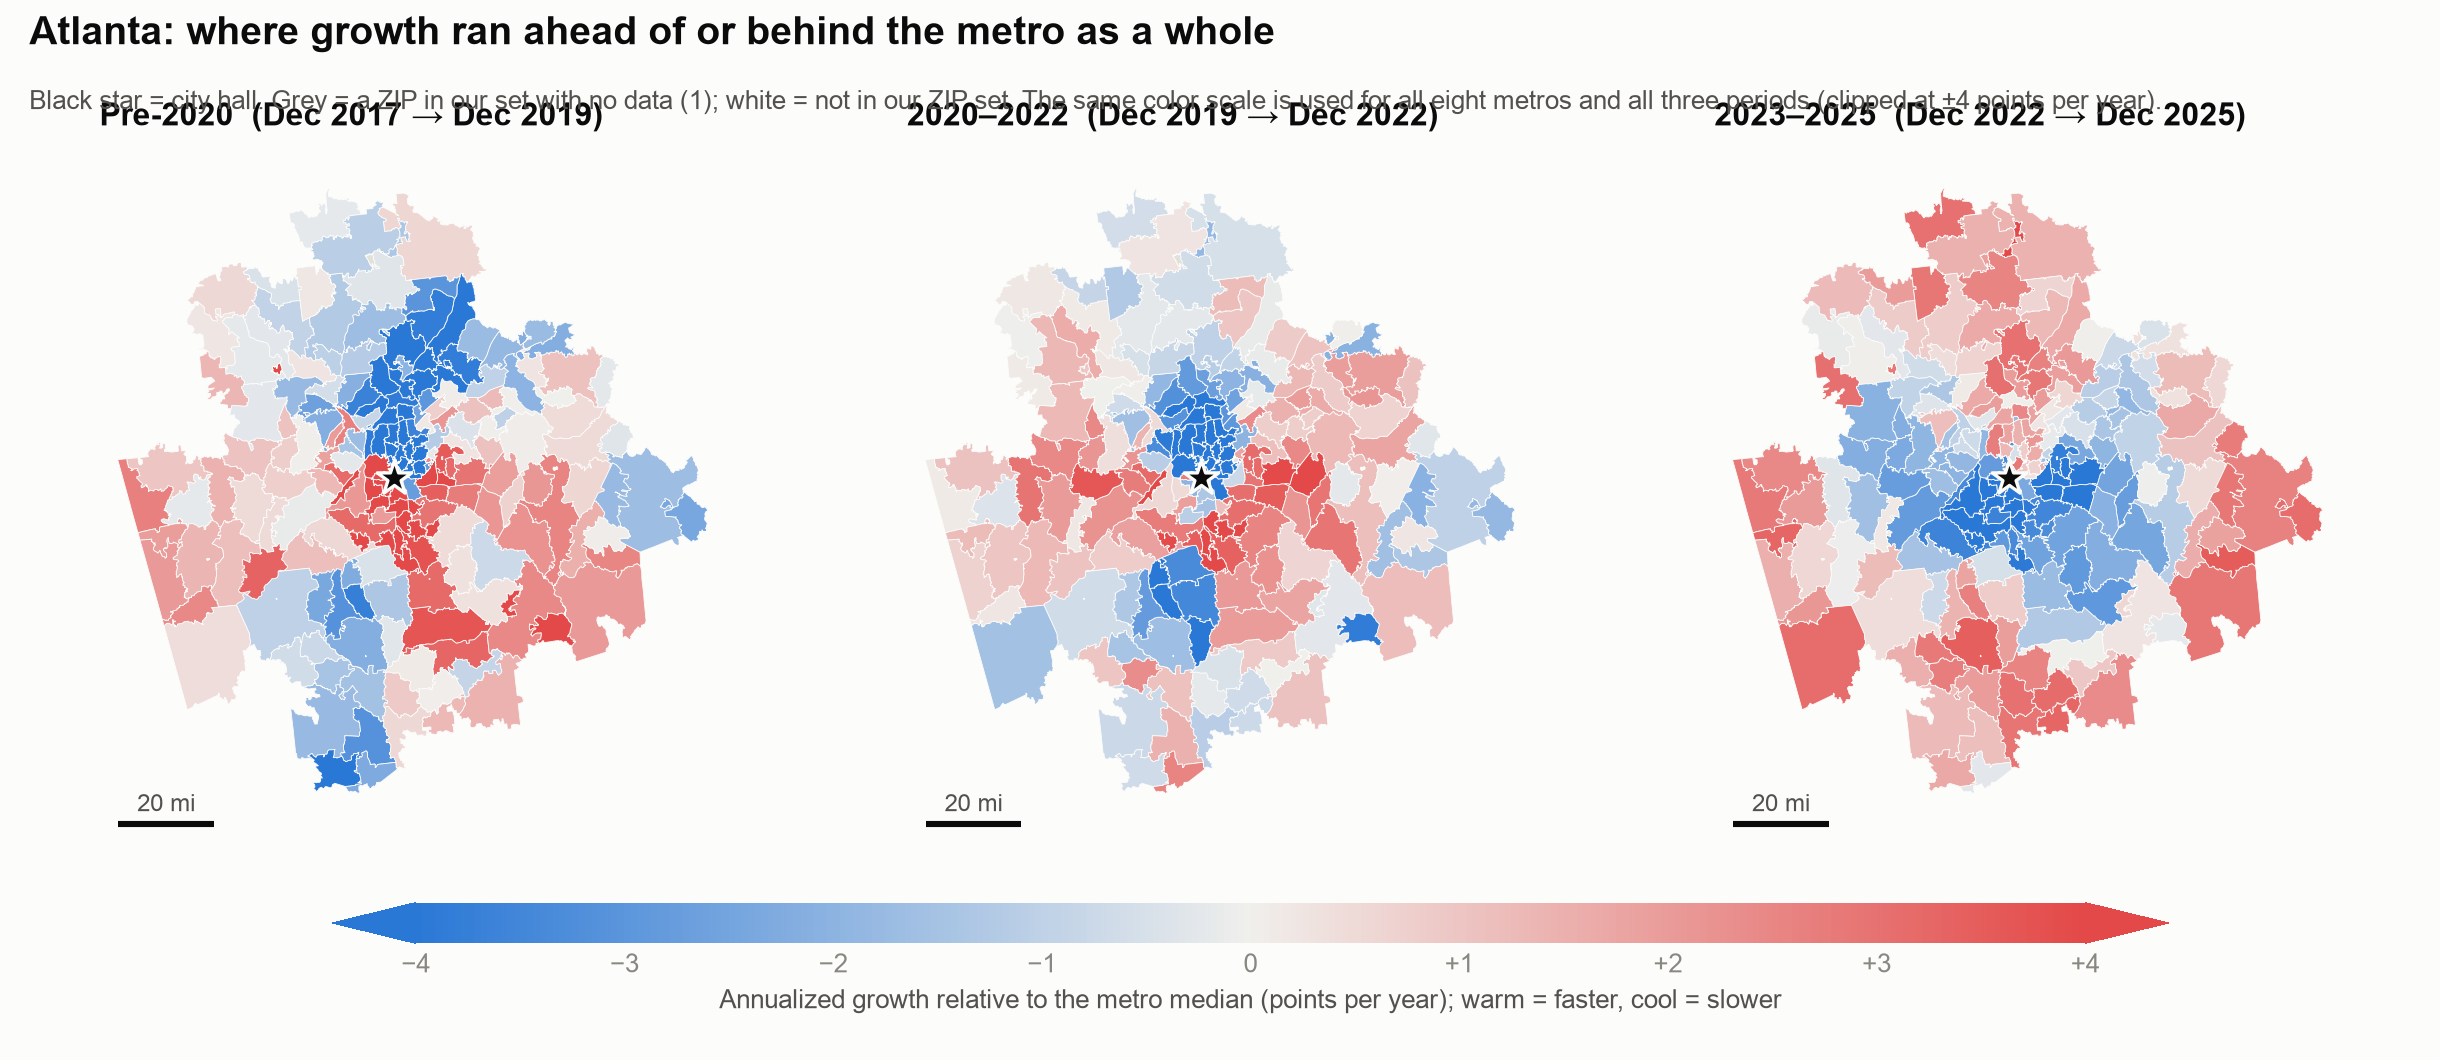 Atlanta: where growth ran ahead of or behind the metro as a whole
Black star = city hall. Grey = a ZIP in our set with no data (1); white = not in our ZIP set. The same color scale is used for all eight metros and all three periods (clipped at ±4 points per year).
Pre-2020 (Dec 2017 → Dec 2019)
2020–2022 (Dec 2019 → Dec 2022)
2023–2025 (Dec 2022 → Dec 2025)
20 mi
20 mi
20 mi
−4 −3 −2 −1 0 +1 +2 +3 +4
Annualized growth relative to the metro median (points per year); warm = faster, cool = slower